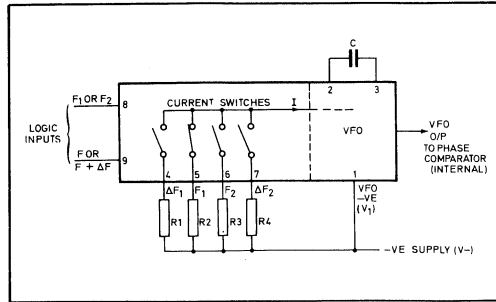 C
2 3
F1 OR F2
8
CURRENT SWITCHES I
LOGIC
INPUTS
VFO
VFO
O/P
TO PHASE
COMPARATOR
(INTERNAL)
F OR
F + ΔF
9
4 5 6 7 1
ΔF1 F1 F2 ΔF2
VFO
-VE
(V1)
R1 R2 R3 R4
-VE SUPPLY (V-)